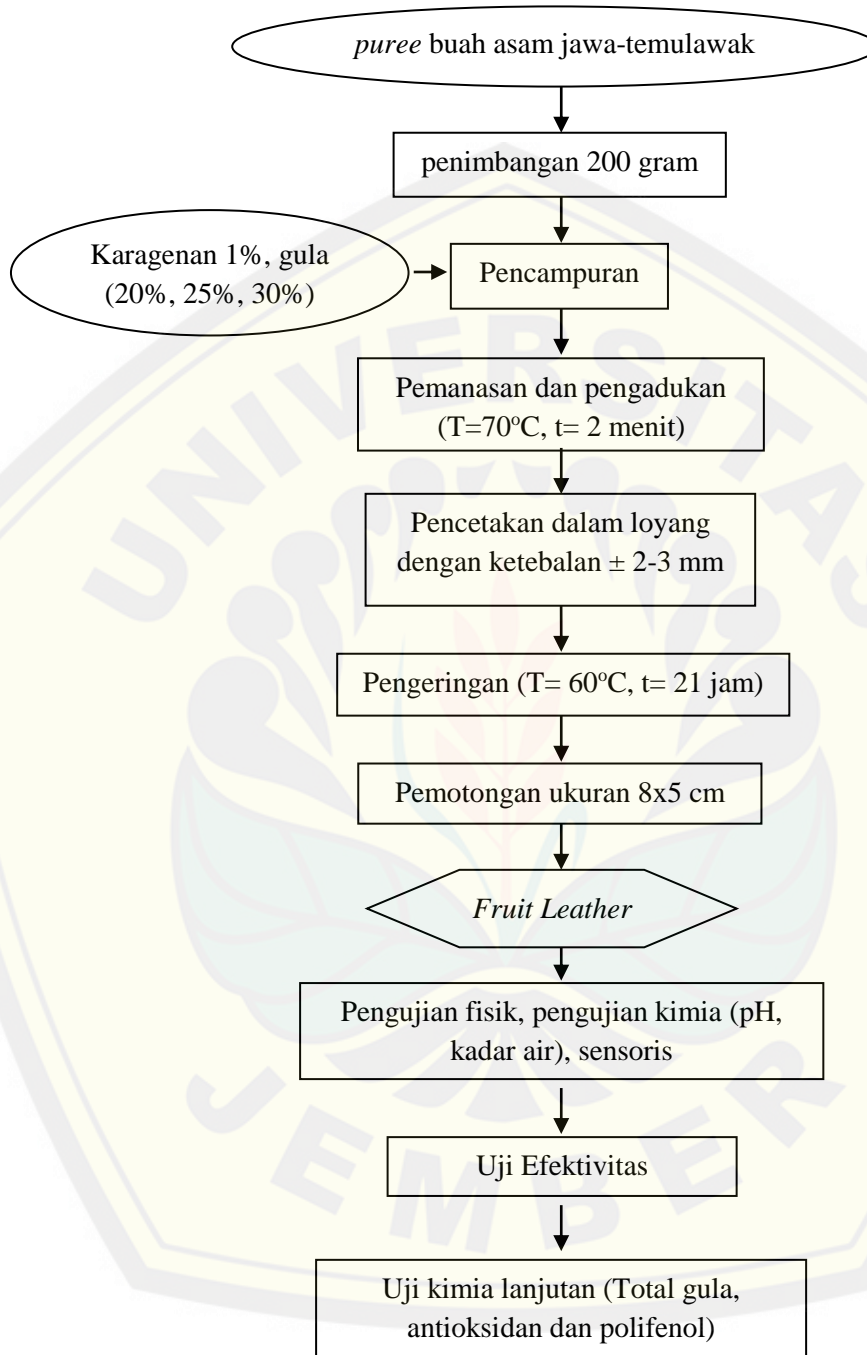 puree buah asam jawa-temulawak
penimbangan 200 gram
Karagenan 1%, gula
(20%, 25%, 30%)
Pencampuran
Pemanasan dan pengadukan
(T=70°C, t= 2 menit)
Pencetakan dalam loyang
dengan ketebalan ± 2-3 mm
Pengeringan (T= 60°C, t= 21 jam)
Pemotongan ukuran 8x5 cm
Fruit Leather
Pengujian fisik, pengujian kimia (pH,
kadar air), sensoris
Uji Efektivitas
Uji kimia lanjutan (Total gula,
antioksidan dan polifenol)
UNIVERSITAS
JEMBER